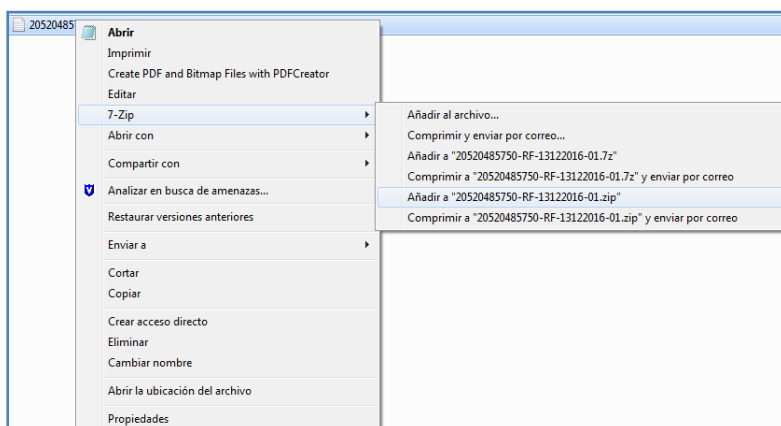 20520485
Abrir
Imprimir
Create PDF and Bitmap Files with PDFCreator
Editar
7-Zip
Abrir con
Compartir con
Analizar en busca de amenazas...
Restaurar versiones anteriores
Enviar a
Cortar
Copiar
Crear acceso directo
Eliminar
Cambiar nombre
Abrir la ubicación del archivo
Propiedades
Añadir al archivo...
Comprimir y enviar por correo...
Añadir a "20520485750-RF-13122016-01.7z"
Comprimir a "20520485750-RF-13122016-01.7z" y enviar por correo
Añadir a "20520485750-RF-13122016-01.zip"
Comprimir a "20520485750-RF-13122016-01.zip" y enviar por correo